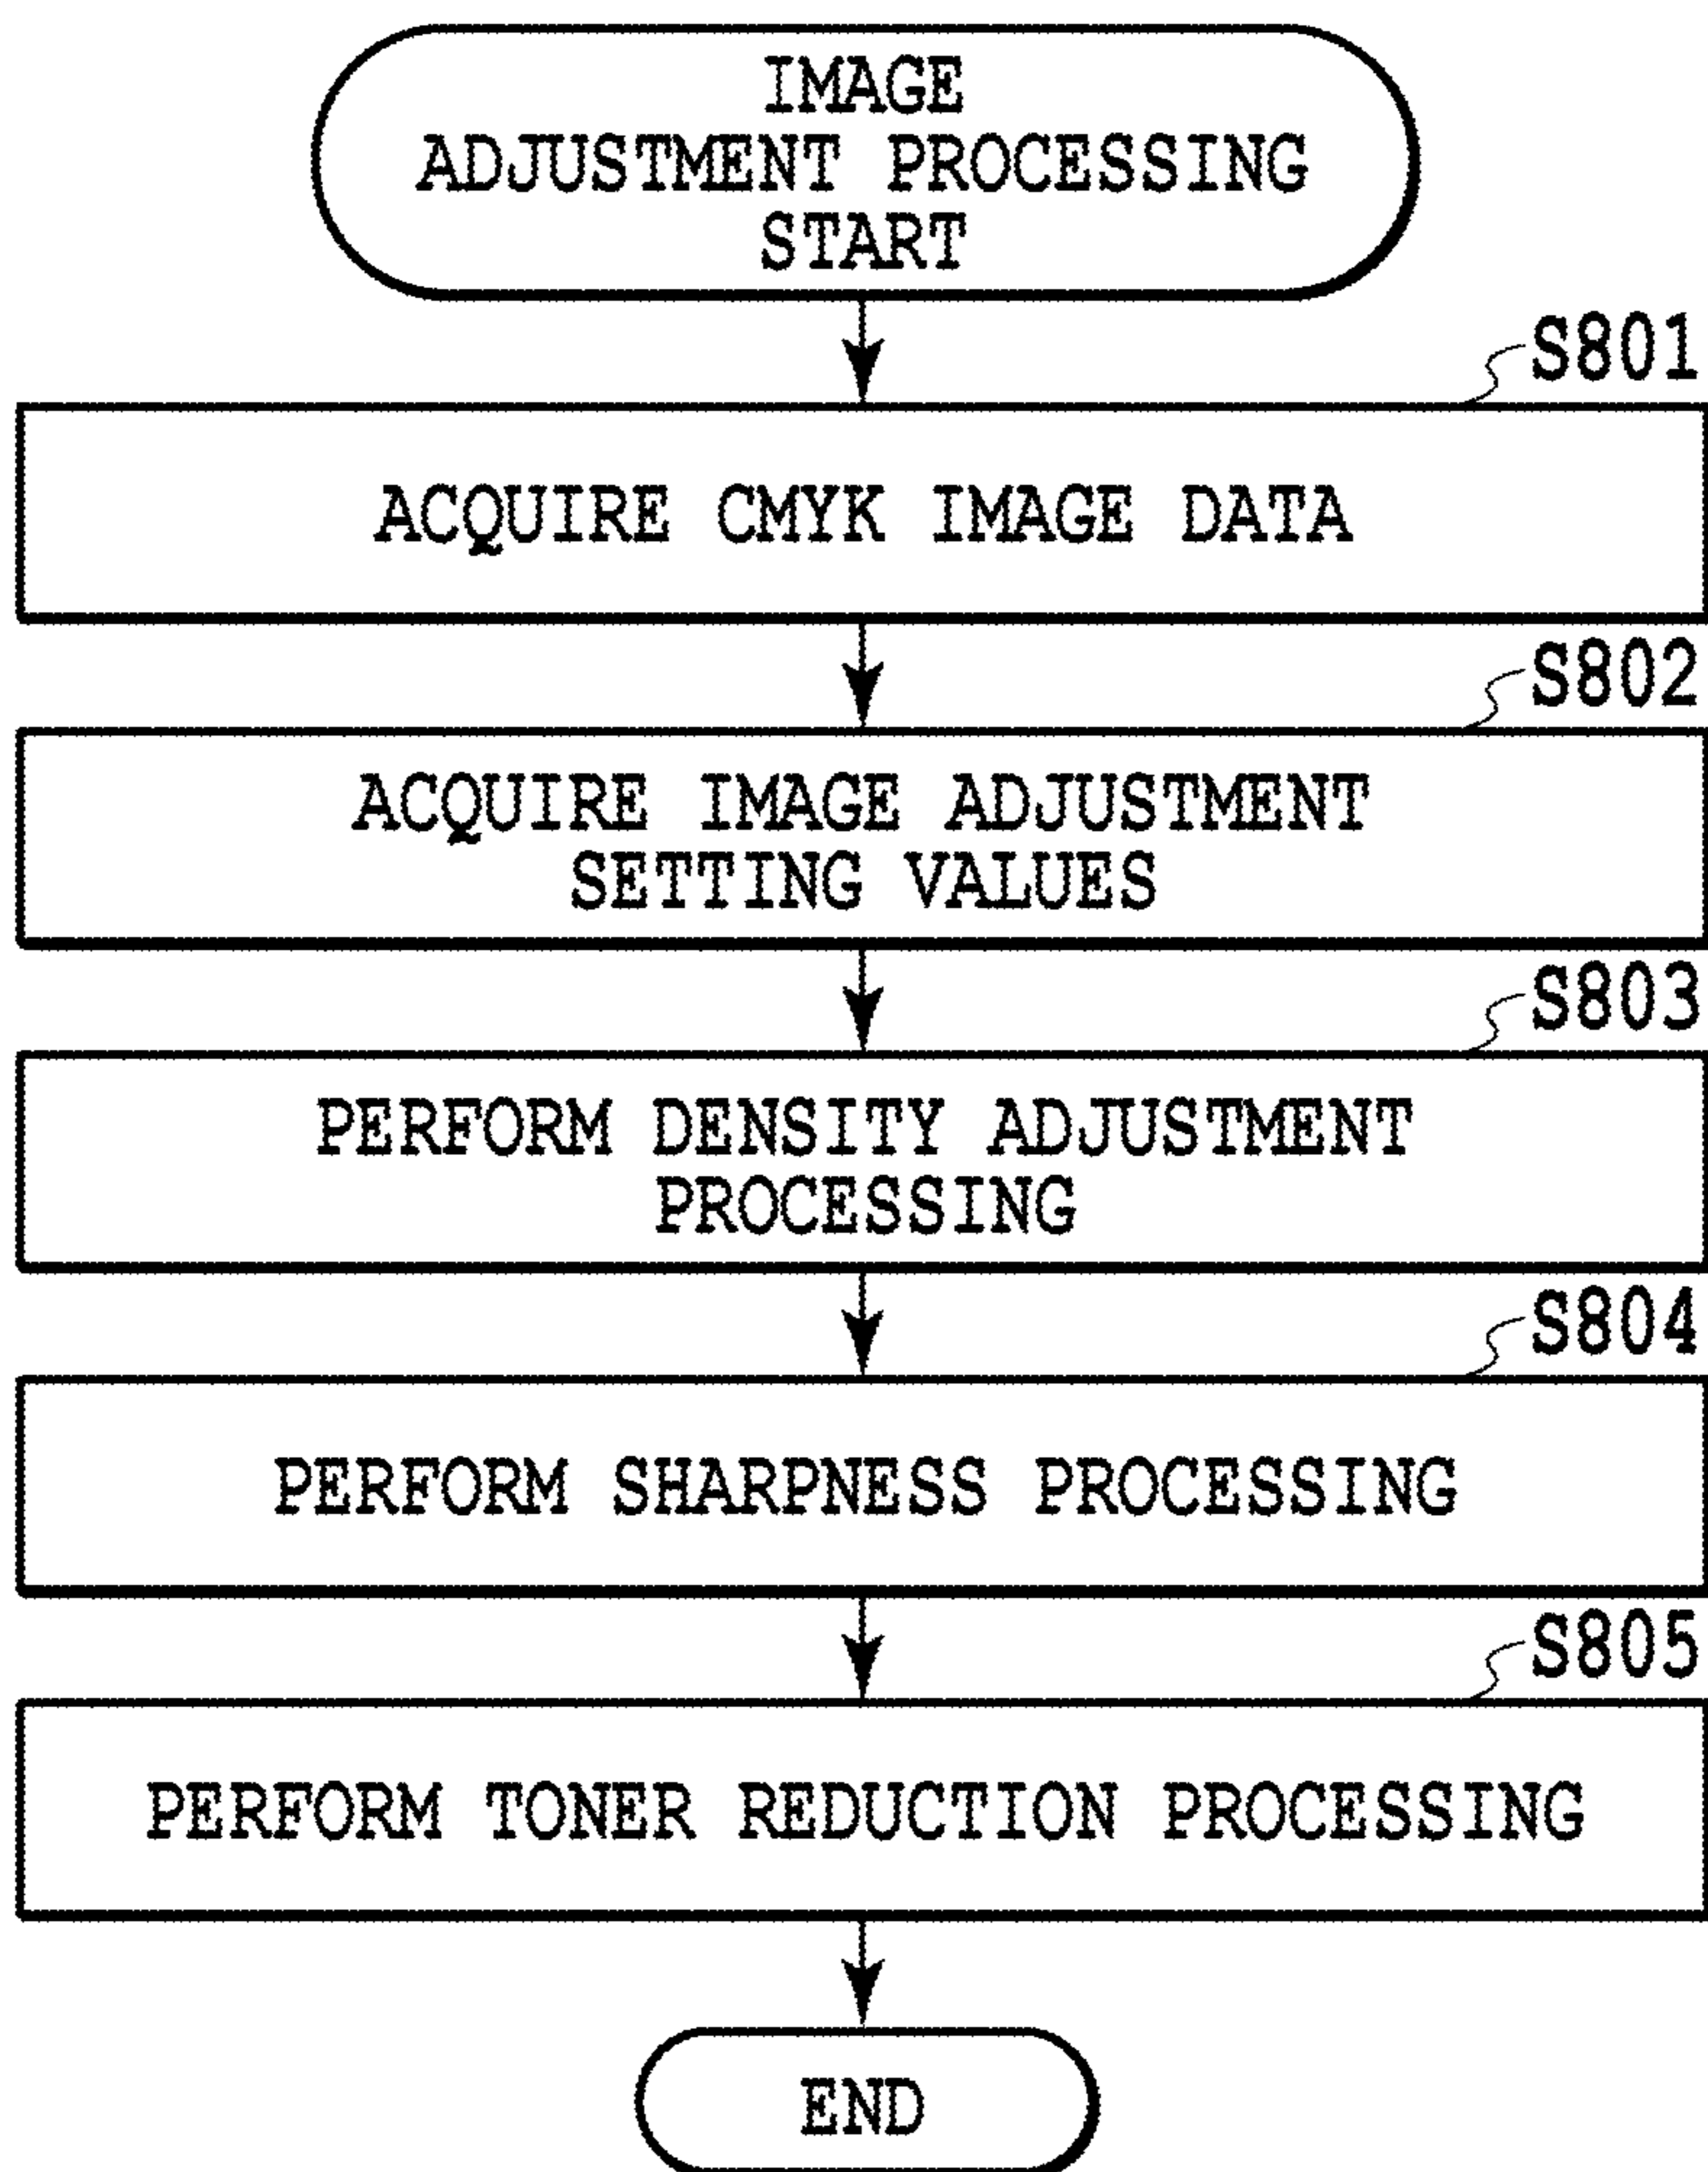 IMAGE
ADJUSTMENT PROCESSING
START
S801
ACQUIRE CMYK IMAGE DATA
S802
ACQUIRE IMAGE ADJUSTMENT
SETTING VALUES
S803
PERFORM DENSITY ADJUSTMENT
PROCESSING
S804
PERFORM SHARPNESS PROCESSING
S805
PERFORM TONER REDUCTION PROCESSING
END